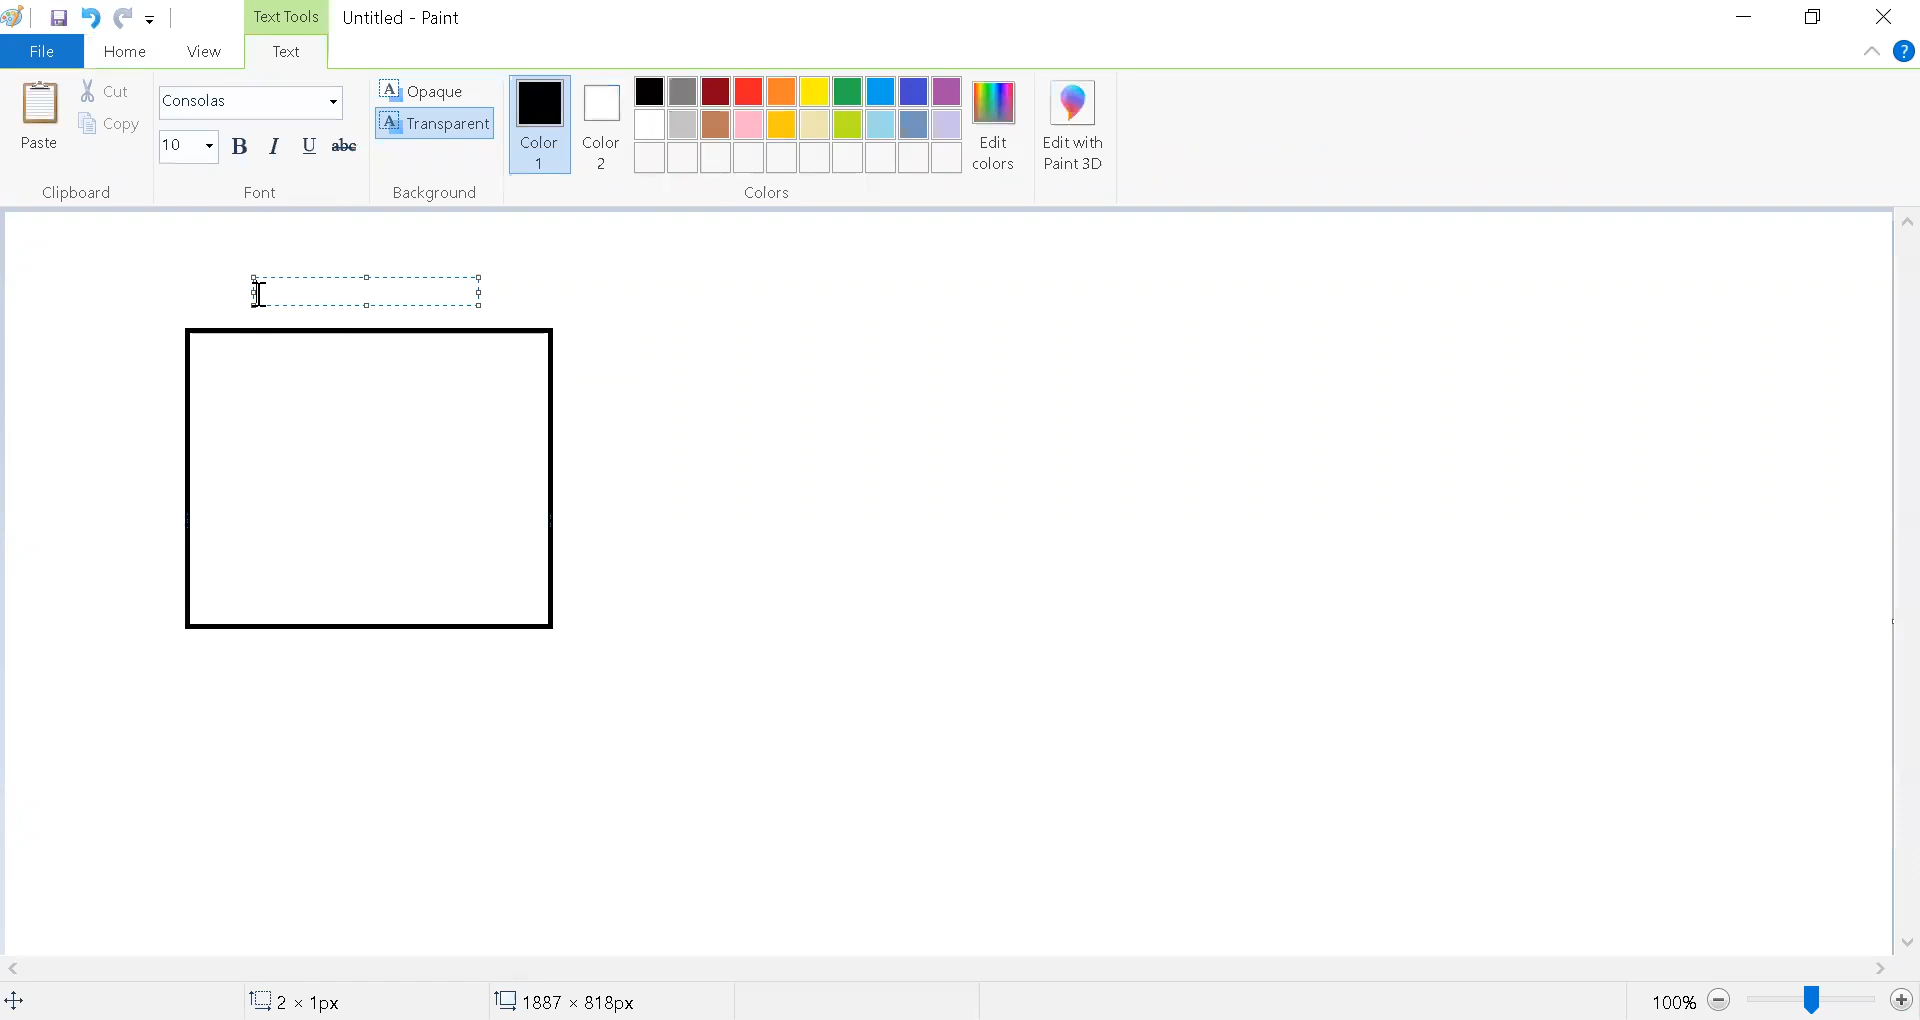 Text Tools Untitled - Paint
File Home View Text
Paste Cut Copy
Consolas
10 B I U abc
A Opaque
A Transparent
Color 1 Color 2
Edit colors
Edit with Paint 3D
Clipboard Font Background Colors
?
2 × 1px 1887 × 818px 100%